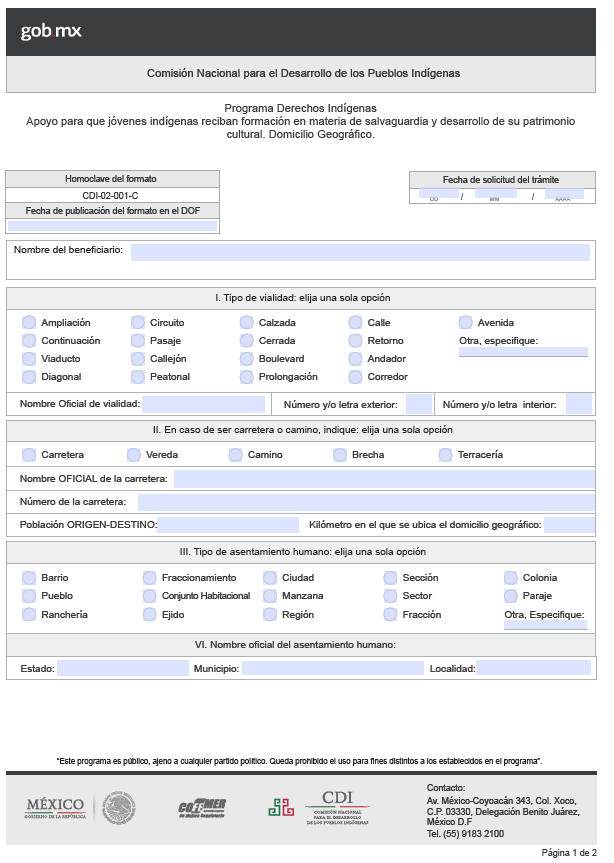 gob.mx
Comisión Nacional para el Desarrollo de los Pueblos Indígenas
Programa Derechos Indígenas
Apoyo para que jóvenes indígenas reciban formación en materia de salvaguardia y desarrollo de su patrimonio
cultural. Domicilio Geográfico.
Homoclave del formato
CDI-02-001-C
Fecha de publicación del formato en el DOF
Fecha de solicitud del trámite
/ /
DD MM AAAA
Nombre del beneficiario:
I. Tipo de vialidad: elija una sola opción
Ampliación Circuito Calzada Calle Avenida
Continuación Pasaje Cerrada Retorno Otra, especifique:
Viaducto Callejón Boulevard Andador
Diagonal Peatonal Prolongación Corredor
Nombre Oficial de vialidad: Número y/o letra exterior: Número y/o letra interior:
II. En caso de ser carretera o camino, indique: elija una sola opción
Carretera Vereda Camino Brecha Terracería
Nombre OFICIAL de la carretera:
Número de la carretera:
Población ORIGEN-DESTINO: Kilómetro en el que se ubica el domicilio geográfico:
III. Tipo de asentamiento humano: elija una sola opción
Barrio Fraccionamiento Ciudad Sección Colonia
Pueblo Conjunto Habitacional Manzana Sector Paraje
Ranchería Ejido Región Fracción Otra, Especifique:
VI. Nombre oficial del asentamiento humano:
Estado: Municipio: Localidad:
"Este programa es público, ajeno a cualquier partido político. Queda prohibido el uso para fines distintos a los establecidos en el programa".
MÉXICO
GOBIERNO DE LA REPÚBLICA
COFEMER
de Mejora Regulatoria
CDI
COMISIÓN NACIONAL
PARA EL DESARROLLO
DE LOS PUEBLOS INDÍGENAS
Contacto:
Av. México-Coyoacán 343, Col. Xoco,
C.P. 03330, Delegación Benito Juárez,
México D.F
Tel. (55) 9183 2100
Página 1 de 2